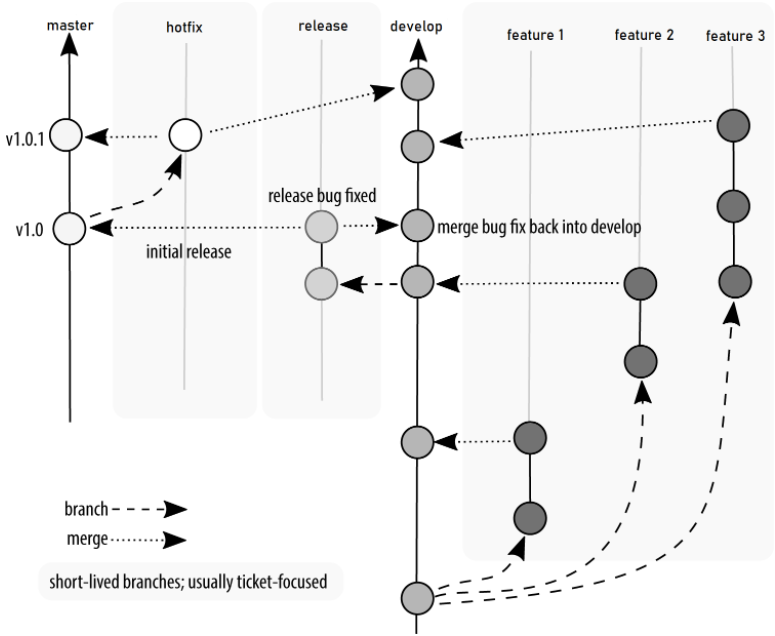 master
hotfix
release
develop
feature 1
feature 2
feature 3
v1.0.1
release bug fixed
v1.0
merge bug fix back into develop
initial release
branch
merge
short-lived branches; usually ticket-focused